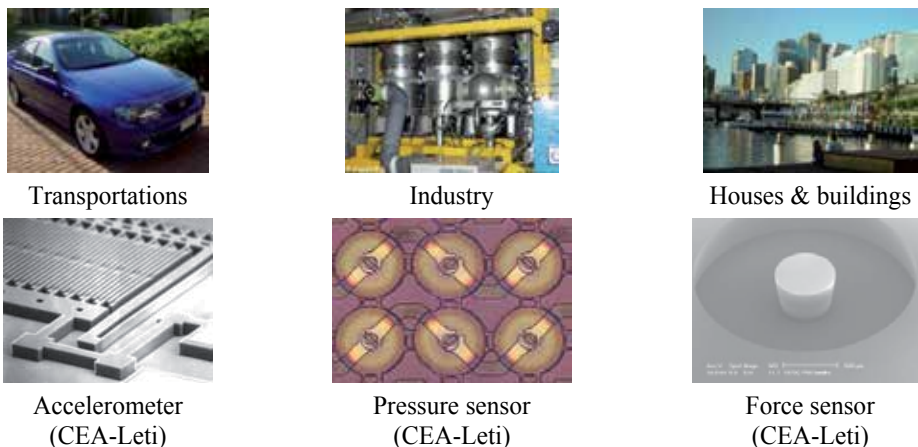 Transportations
Industry
Houses & buildings
Accelerometer
(CEA-Leti)
Pressure sensor
(CEA-Leti)
Force sensor
(CEA-Leti)